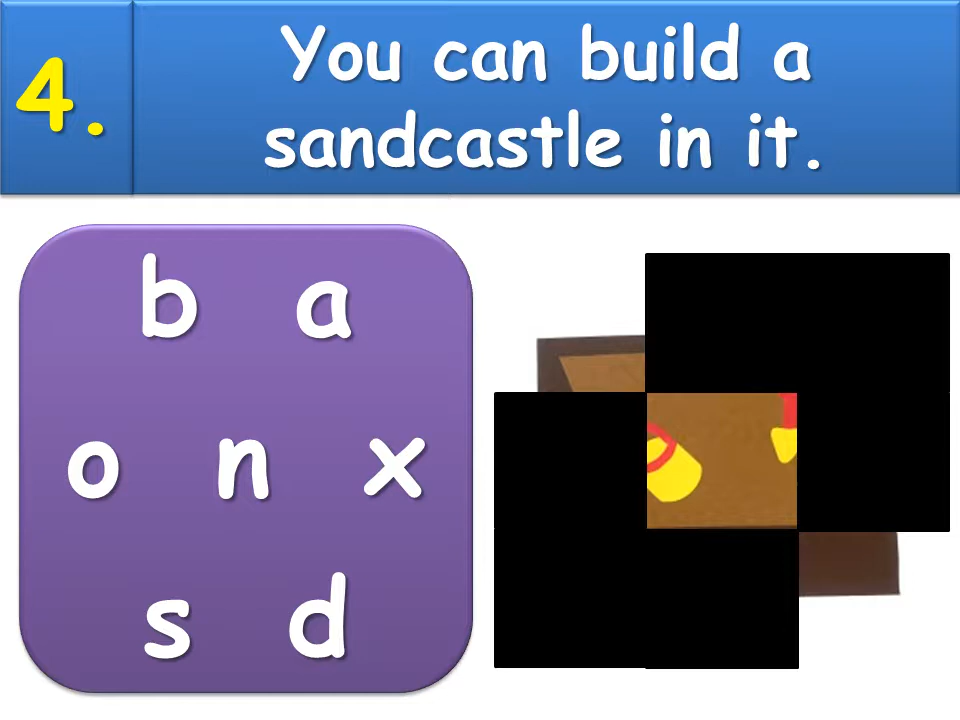 4.
You can build a
sandcastle in it.
b a
o n x
s d